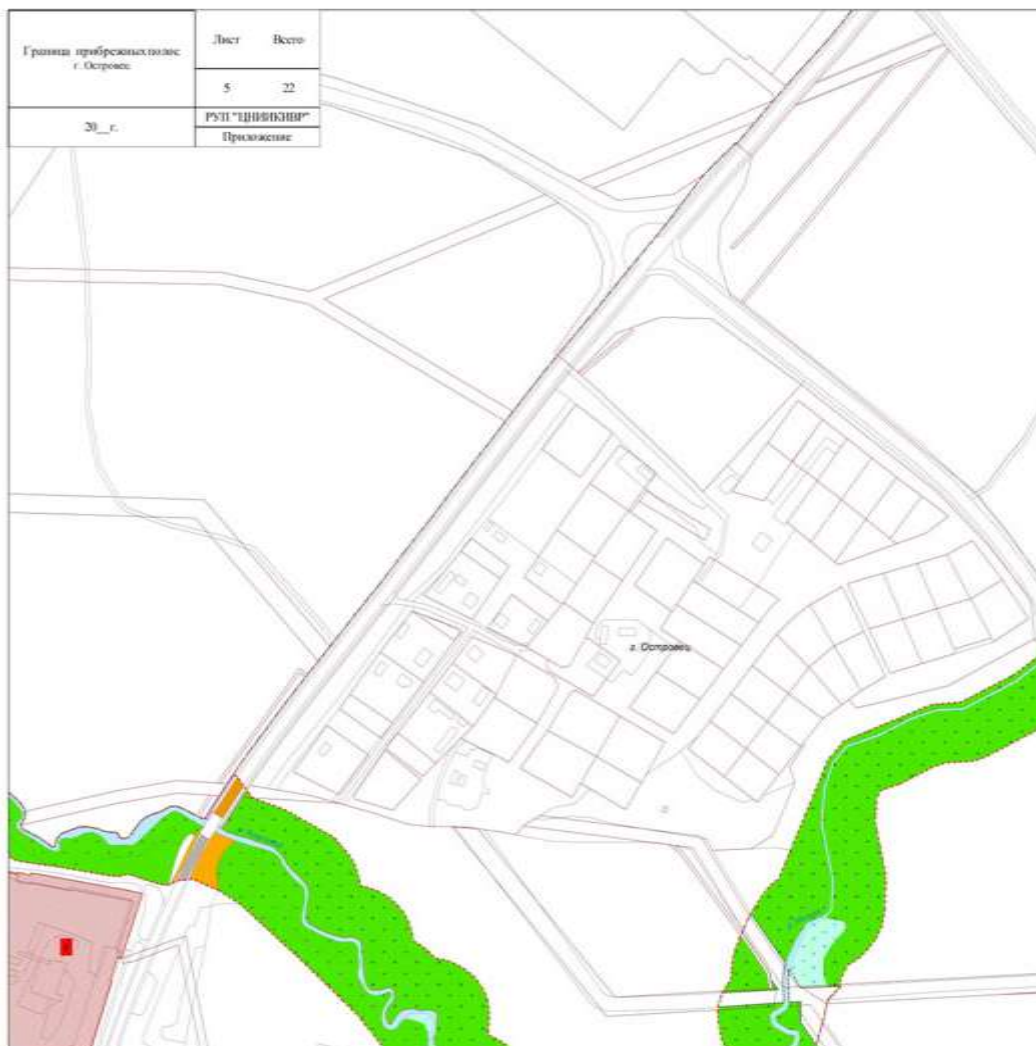 Граница прибрежных полос
г. Островец
Лист Всего
5 22
20__ г.
РУП "ЦНИИКИВР"
Приложение
г. Островец